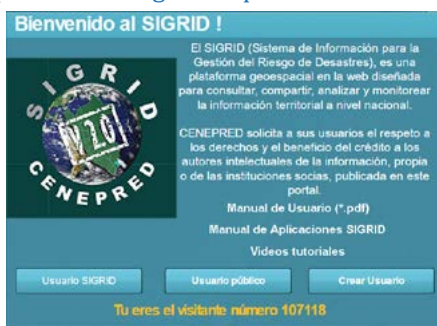 Bienvenido al SIGRID !
El SIGRID (Sistema de Información para la
Gestión del Riesgo de Desastres), es una
plataforma geoespacial en la web diseñada
para consultar, compartir, analizar y monitorear
la información territorial a nivel nacional.
CENEPRED solicita a sus usuarios el respeto a
los derechos y el beneficio del crédito a los
autores intelectuales de la información, propia
o de las instituciones socias, publicada en este
portal.
SIGRID
V 2.0
CENEPRED
Manual de Usuario (*.pdf)
Manual de Aplicaciones SIGRID
Videos tutoriales
Usuario SIGRID
Usuario público
Crear Usuario
Tu eres el visitante número 107118